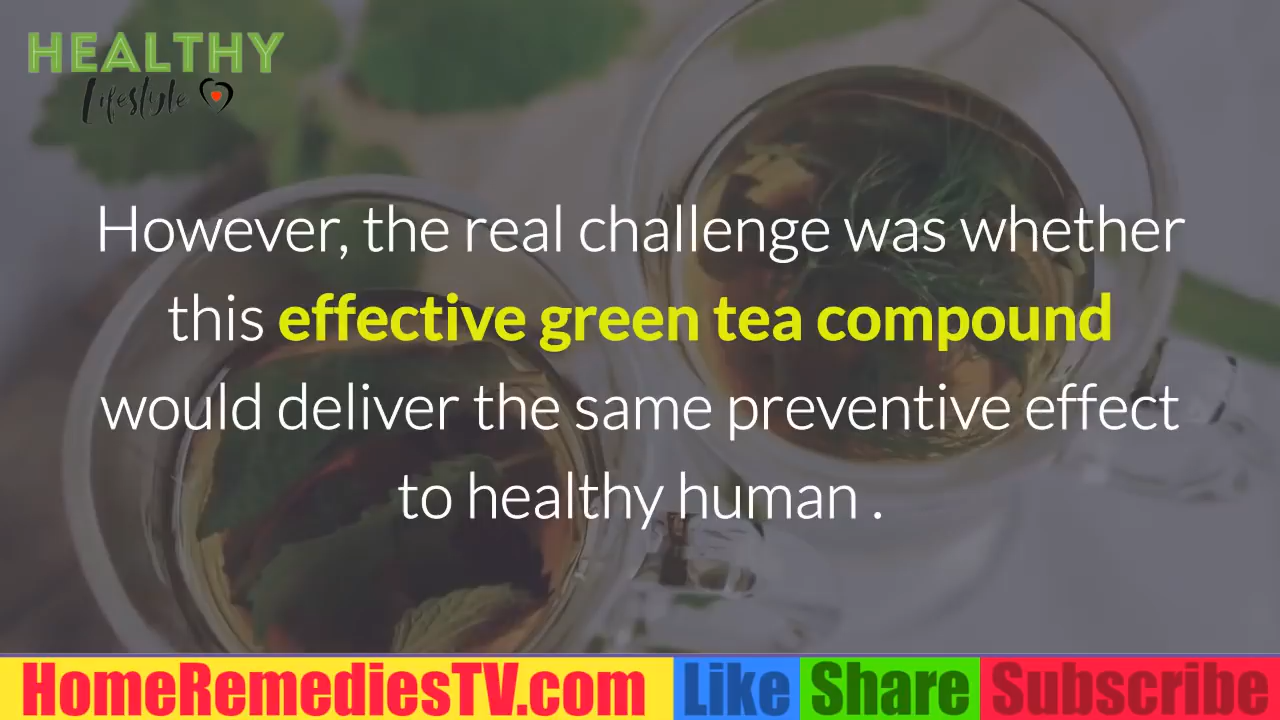 HEALTHY
Lifestyle
However, the real challenge was whether
this effective green tea compound
would deliver the same preventive effect
to healthy human .
HomeRemediesTV.com Like Share Subscribe